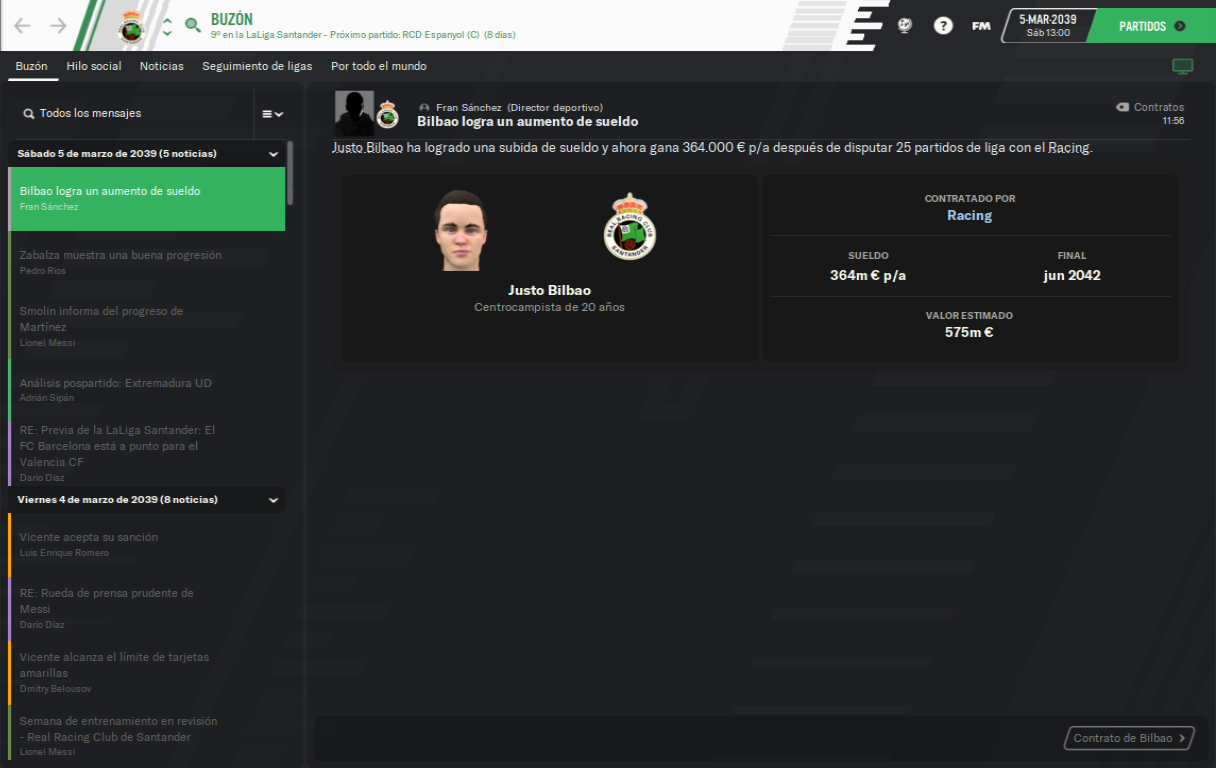 BUZÓN
9º en la LaLiga Santander - Próximo partido: RCD Espanyol (C) (8 días)
?
FM
5-MAR-2039
Sáb 13:00
PARTIDOS
Buzón
Hilo social
Noticias
Seguimiento de ligas
Por todo el mundo
Todos los mensajes
Sábado 5 de marzo de 2039 (5 noticias)
Bilbao logra un aumento de sueldo
Fran Sánchez
Zabalza muestra una buena progresión
Pedro Ríos
Smolin informa del progreso de
Martínez
Lionel Messi
Análisis pospartido: Extremadura UD
Adrián Sipán
RE: Previa de la LaLiga Santander: El
FC Barcelona está a punto para el
Valencia CF
Darío Díaz
Viernes 4 de marzo de 2039 (8 noticias)
Vicente acepta su sanción
Luis Enrique Romero
RE: Rueda de prensa prudente de
Messi
Darío Díaz
Vicente alcanza el límite de tarjetas
amarillas
Dmitry Belousov
Semana de entrenamiento en revisión
- Real Racing Club de Santander
Lionel Messi
Fran Sánchez (Director deportivo)
Bilbao logra un aumento de sueldo
Contratos
11:56
Justo Bilbao ha logrado una subida de sueldo y ahora gana 364.000 € p/a después de disputar 25 partidos de liga con el Racing.
REAL RACING CLUB
SANTANDER
Justo Bilbao
Centrocampista de 20 años
CONTRATADO POR
Racing
SUELDO
364m € p/a
FINAL
jun 2042
VALOR ESTIMADO
575m €
Contrato de Bilbao